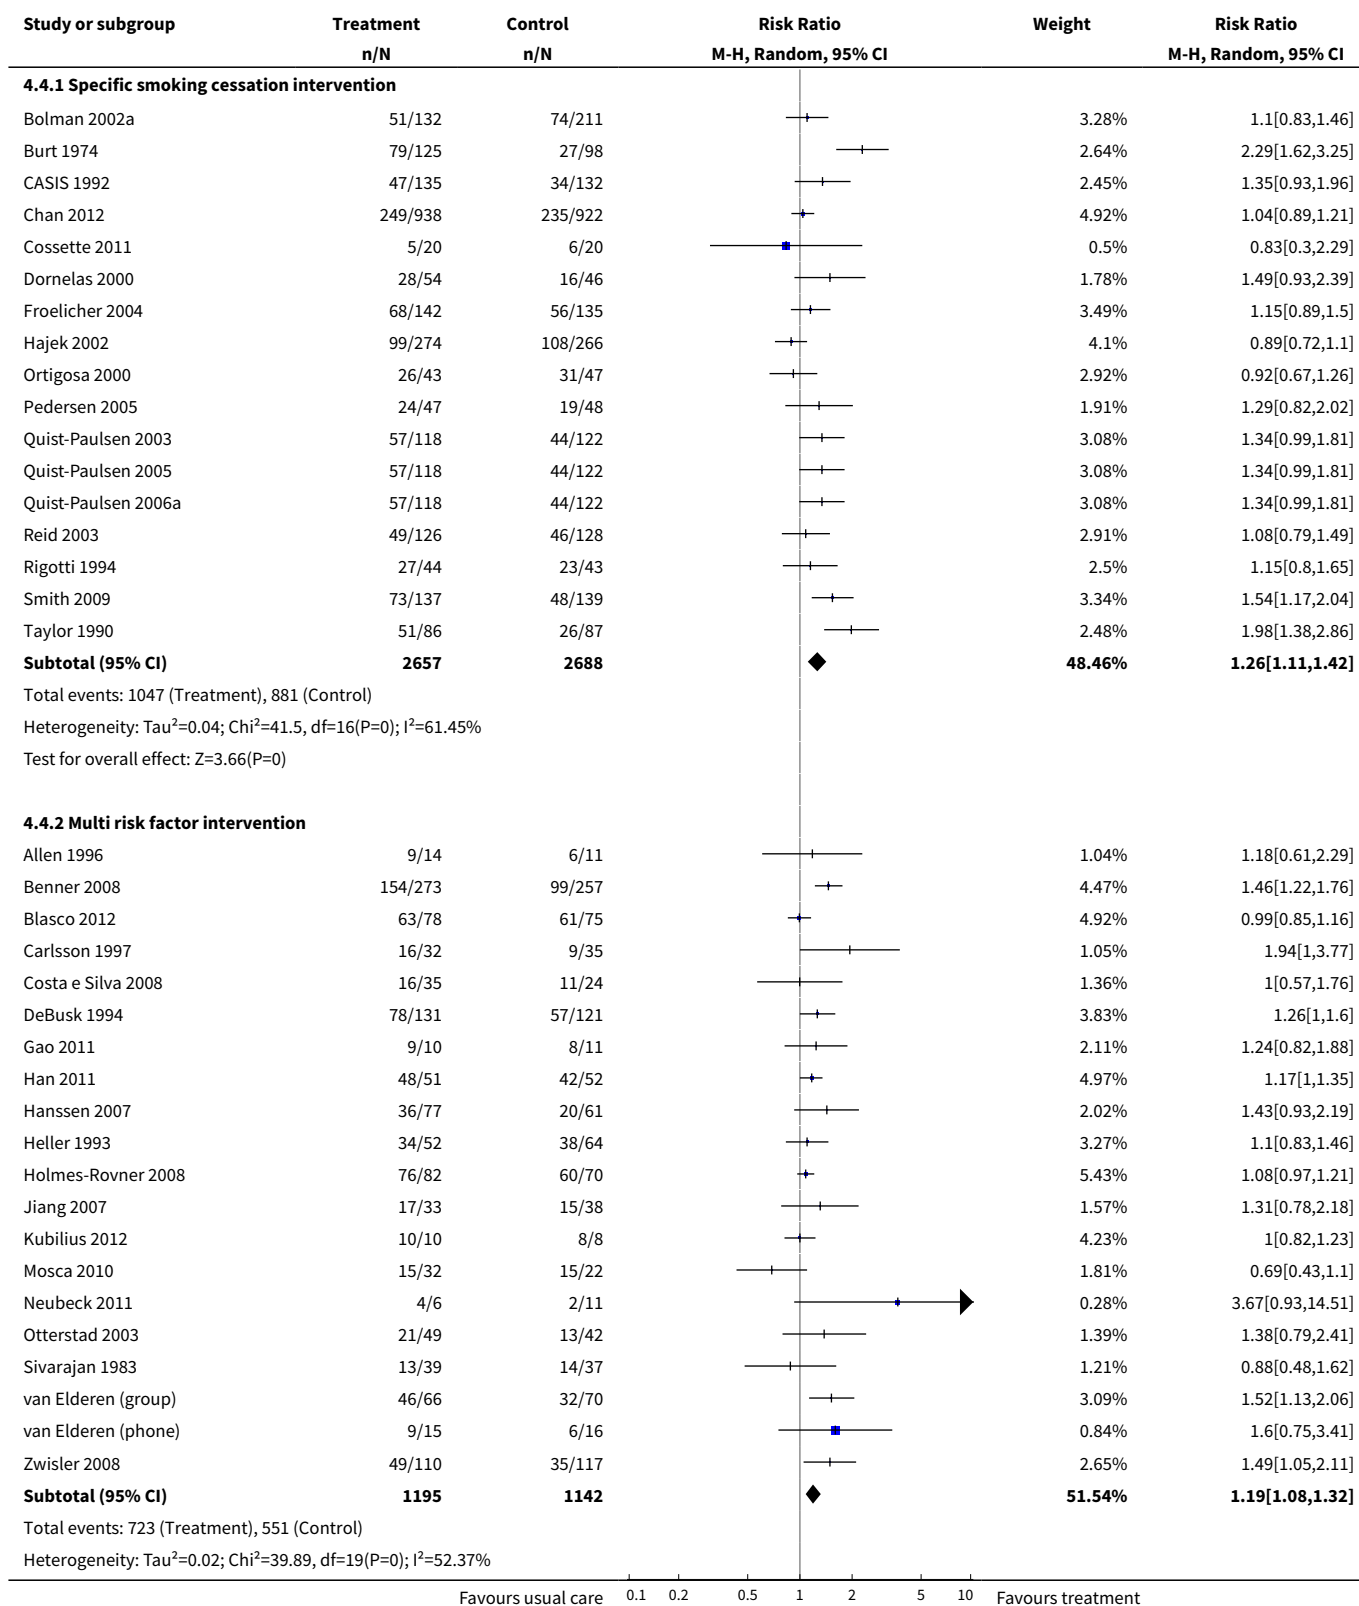 Study or subgroup Treatment Control Risk Ratio Weight Risk Ratio
n/N n/N M-H, Random, 95% CI M-H, Random, 95% CI
4.4.1 Specific smoking cessation intervention
Bolman 2002a 51/132 74/211 3.28% 1.1[0.83,1.46]
Burt 1974 79/125 27/98 2.64% 2.29[1.62,3.25]
CASIS 1992 47/135 34/132 2.45% 1.35[0.93,1.96]
Chan 2012 249/938 235/922 4.92% 1.04[0.89,1.21]
Cossette 2011 5/20 6/20 0.5% 0.83[0.3,2.29]
Dornelas 2000 28/54 16/46 1.78% 1.49[0.93,2.39]
Froelicher 2004 68/142 56/135 3.49% 1.15[0.89,1.5]
Hajek 2002 99/274 108/266 4.1% 0.89[0.72,1.1]
Ortigosa 2000 26/43 31/47 2.92% 0.92[0.67,1.26]
Pedersen 2005 24/47 19/48 1.91% 1.29[0.82,2.02]
Quist-Paulsen 2003 57/118 44/122 3.08% 1.34[0.99,1.81]
Quist-Paulsen 2005 57/118 44/122 3.08% 1.34[0.99,1.81]
Quist-Paulsen 2006a 57/118 44/122 3.08% 1.34[0.99,1.81]
Reid 2003 49/126 46/128 2.91% 1.08[0.79,1.49]
Rigotti 1994 27/44 23/43 2.5% 1.15[0.8,1.65]
Smith 2009 73/137 48/139 3.34% 1.54[1.17,2.04]
Taylor 1990 51/86 26/87 2.48% 1.98[1.38,2.86]
Subtotal (95% CI) 2657 2688 48.46% 1.26[1.11,1.42]
Total events: 1047 (Treatment), 881 (Control)
Heterogeneity: Tau²=0.04; Chi²=41.5, df=16(P=0); I²=61.45%
Test for overall effect: Z=3.66(P=0)
4.4.2 Multi risk factor intervention
Allen 1996 9/14 6/11 1.04% 1.18[0.61,2.29]
Benner 2008 154/273 99/257 4.47% 1.46[1.22,1.76]
Blasco 2012 63/78 61/75 4.92% 0.99[0.85,1.16]
Carlsson 1997 16/32 9/35 1.05% 1.94[1,3.77]
Costa e Silva 2008 16/35 11/24 1.36% 1[0.57,1.76]
DeBusk 1994 78/131 57/121 3.83% 1.26[1,1.6]
Gao 2011 9/10 8/11 2.11% 1.24[0.82,1.88]
Han 2011 48/51 42/52 4.97% 1.17[1,1.35]
Hanssen 2007 36/77 20/61 2.02% 1.43[0.93,2.19]
Heller 1993 34/52 38/64 3.27% 1.1[0.83,1.46]
Holmes-Rovner 2008 76/82 60/70 5.43% 1.08[0.97,1.21]
Jiang 2007 17/33 15/38 1.57% 1.31[0.78,2.18]
Kubilius 2012 10/10 8/8 4.23% 1[0.82,1.23]
Mosca 2010 15/32 15/22 1.81% 0.69[0.43,1.1]
Neubeck 2011 4/6 2/11 0.28% 3.67[0.93,14.51]
Otterstad 2003 21/49 13/42 1.39% 1.38[0.79,2.41]
Sivarajan 1983 13/39 14/37 1.21% 0.88[0.48,1.62]
van Elderen (group) 46/66 32/70 3.09% 1.52[1.13,2.06]
van Elderen (phone) 9/15 6/16 0.84% 1.6[0.75,3.41]
Zwisler 2008 49/110 35/117 2.65% 1.49[1.05,2.11]
Subtotal (95% CI) 1195 1142 51.54% 1.19[1.08,1.32]
Total events: 723 (Treatment), 551 (Control)
Heterogeneity: Tau²=0.02; Chi²=39.89, df=19(P=0); I²=52.37%
Favours usual care 0.1 0.2 0.5 1 2 5 10 Favours treatment